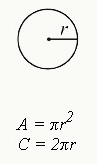 r
A = πr²
C = 2πr